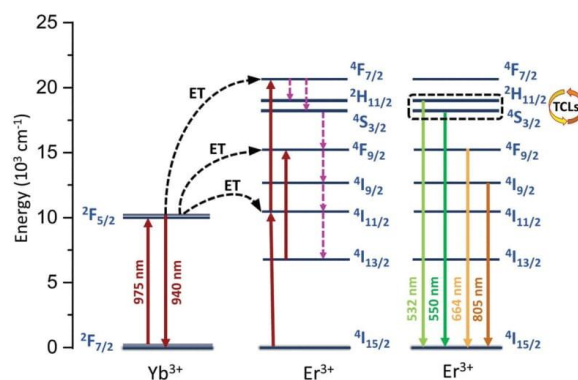 Energy (10³ cm⁻¹)
25
20
15
10
5
0
²F₅/₂
²F₇/₂
975 nm
940 nm
Yb³⁺
ET
ET
ET
⁴F₇/₂
²H₁₁/₂
⁴S₃/₂
⁴F₉/₂
⁴I₉/₂
⁴I₁₁/₂
⁴I₁₃/₂
⁴I₁₅/₂
Er³⁺
⁴F₇/₂
²H₁₁/₂
TCLs
⁴S₃/₂
⁴F₉/₂
⁴I₉/₂
⁴I₁₁/₂
⁴I₁₃/₂
532 nm
550 nm
664 nm
805 nm
⁴I₁₅/₂
Er³⁺